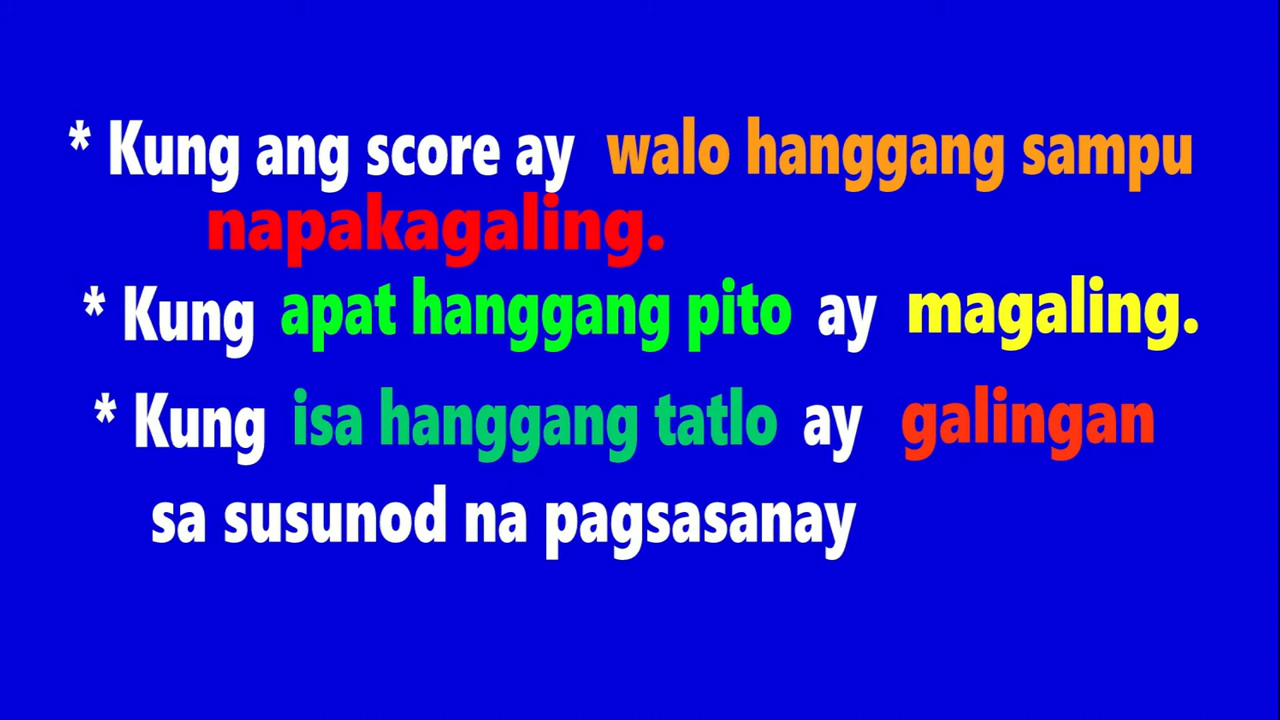 * Kung ang score ay walo hanggang sampu
napakagaling.
* Kung apat hanggang pito ay magaling.
* Kung isa hanggang tatlo ay galingan
sa susunod na pagsasanay